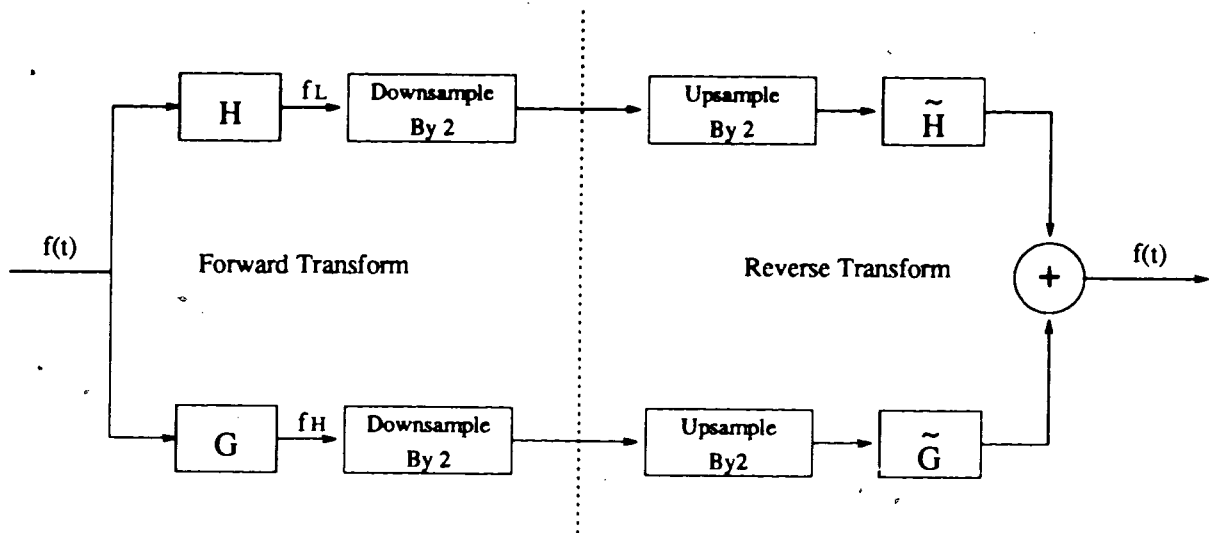 H
fL
Downsample
By 2
Upsample
By 2
H̃
f(t)
Forward Transform
Reverse Transform
+
f(t)
G
fH
Downsample
By 2
Upsample
By2
G̃